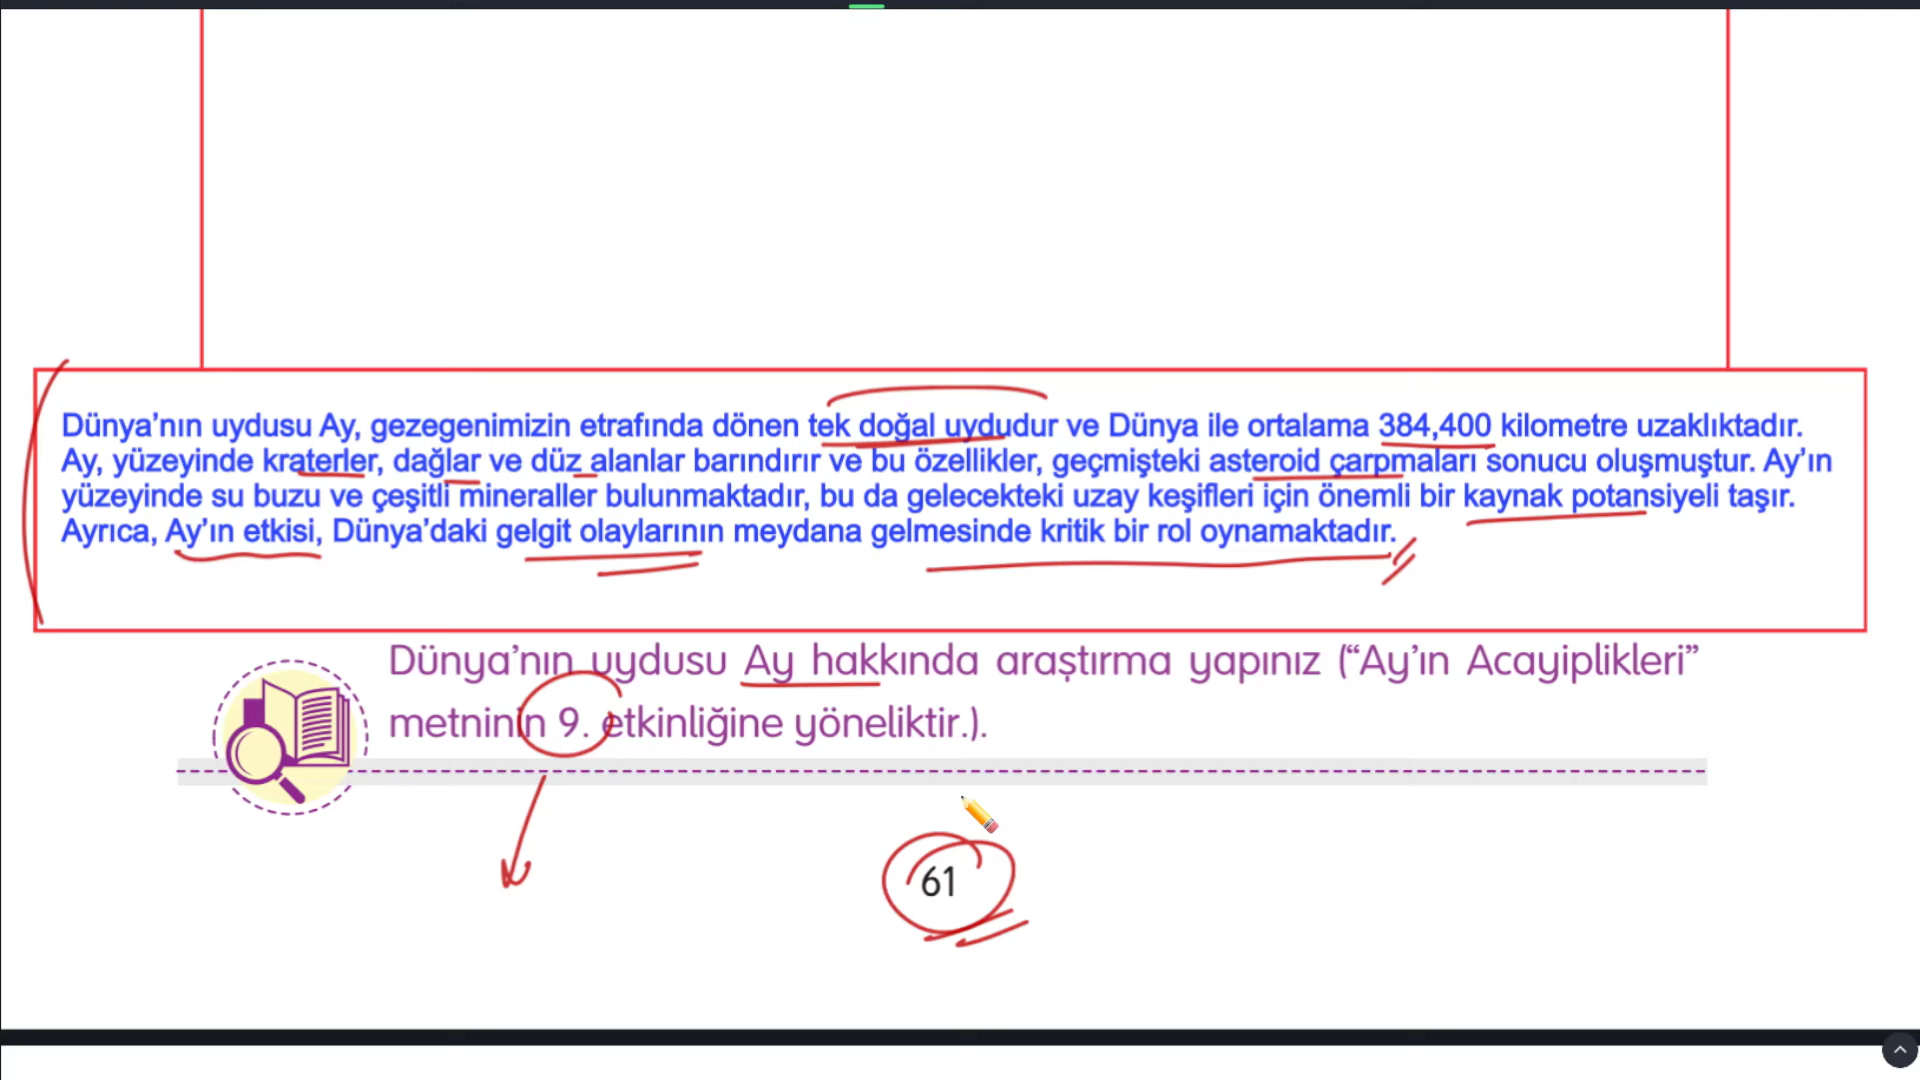 Dünya’nın uydusu Ay, gezegenimizin etrafında dönen tek doğal uydudur ve Dünya ile ortalama 384,400 kilometre uzaklıktadır.
Ay, yüzeyinde kraterler, dağlar ve düz alanlar barındırır ve bu özellikler, geçmişteki asteroid çarpmaları sonucu oluşmuştur. Ay’ın
yüzeyinde su buzu ve çeşitli mineraller bulunmaktadır, bu da gelecekteki uzay keşifleri için önemli bir kaynak potansiyeli taşır.
Ayrıca, Ay’ın etkisi, Dünya’daki gelgit olaylarının meydana gelmesinde kritik bir rol oynamaktadır.
Dünya’nın uydusu Ay hakkında araştırma yapınız (“Ay’ın Acayiplikleri”
metninin 9. etkinliğine yöneliktir.).
61